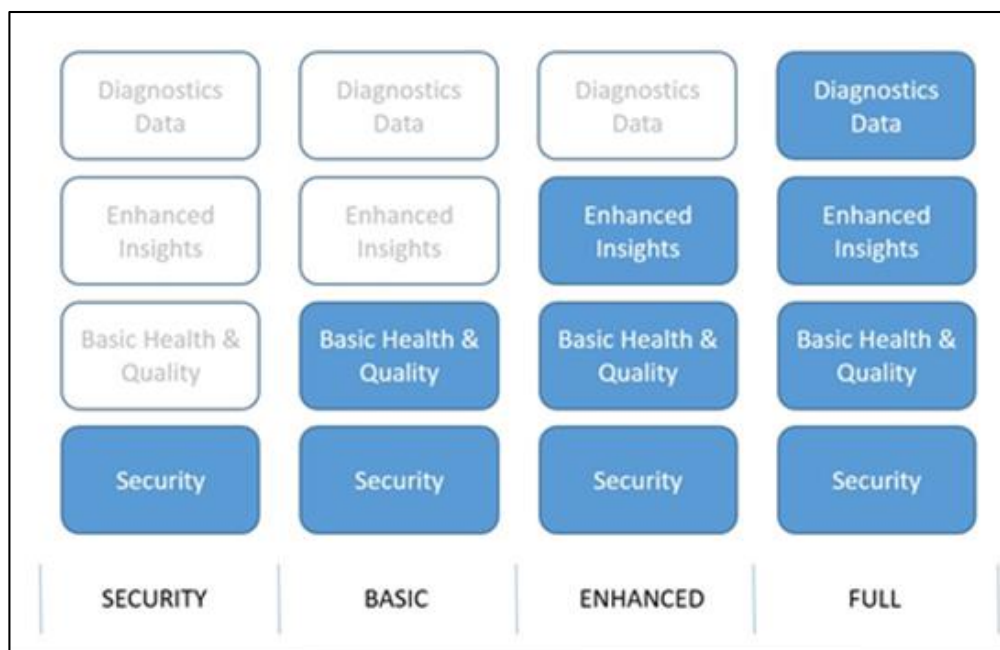 Diagnostics
Data
Diagnostics
Data
Diagnostics
Data
Diagnostics
Data
Enhanced
Insights
Enhanced
Insights
Enhanced
Insights
Enhanced
Insights
Basic Health &
Quality
Basic Health &
Quality
Basic Health &
Quality
Basic Health &
Quality
Security
Security
Security
Security
SECURITY
BASIC
ENHANCED
FULL